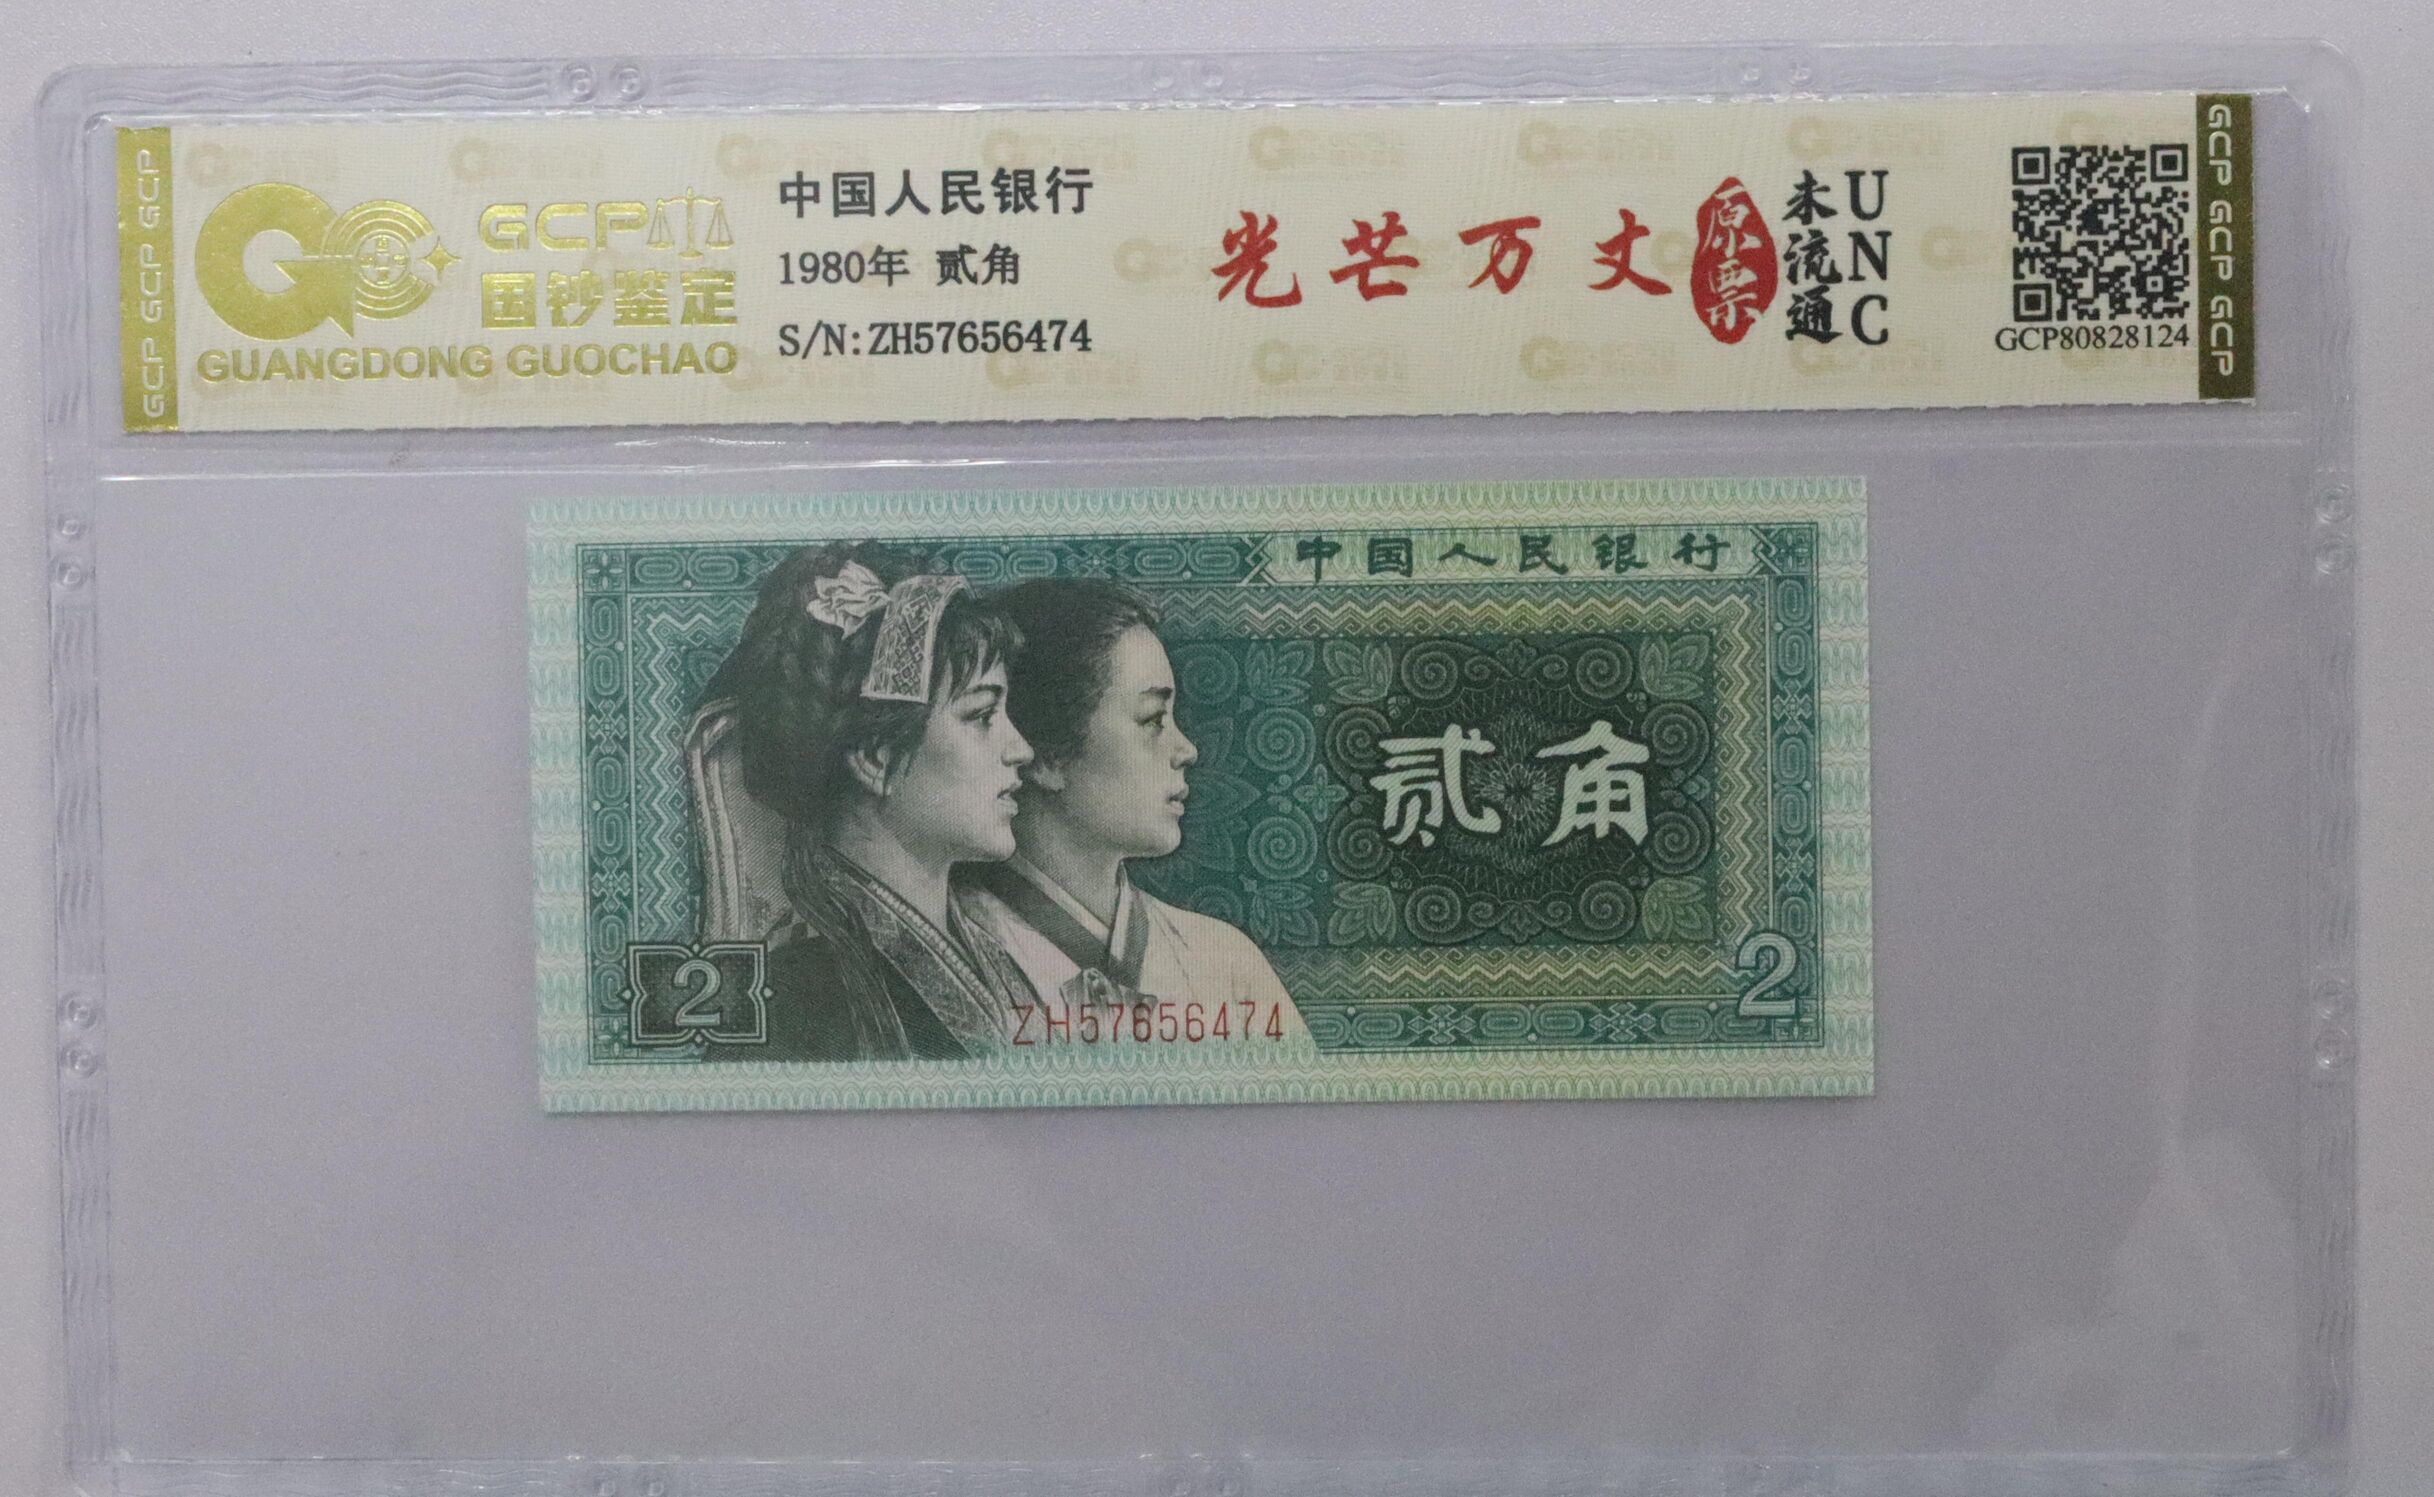 GCP GCP GCP
GCP
国钞鉴定
GUANGDONG GUOCHAO
中国人民银行
1980年 贰角
S/N:ZH57656474
光芒万丈
原票
未流通
UNC
GCP80828124
GCP GCP GCP
中国人民银行
贰角
2
ZH57656474
2